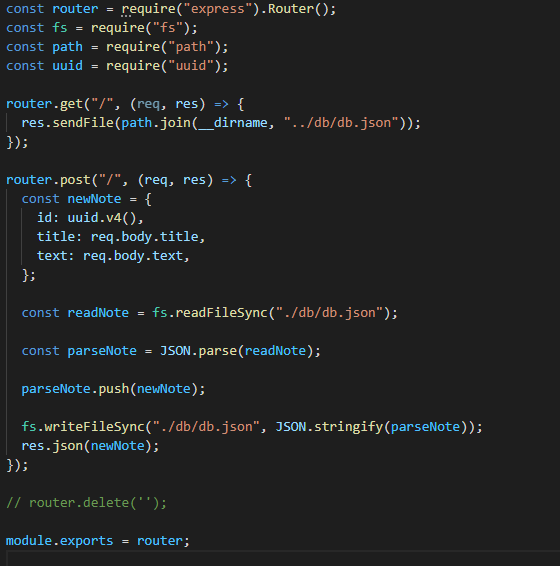 const router = require("express").Router();
const fs = require("fs");
const path = require("path");
const uuid = require("uuid");
router.get("/", (req, res) => {
  res.sendFile(path.join(__dirname, "../db/db.json"));
});
router.post("/", (req, res) => {
  const newNote = {
    id: uuid.v4(),
    title: req.body.title,
    text: req.body.text,
  };
  const readNote = fs.readFileSync("./db/db.json");
  const parseNote = JSON.parse(readNote);
  parseNote.push(newNote);
  fs.writeFileSync("./db/db.json", JSON.stringify(parseNote));
  res.json(newNote);
});
// router.delete('');
module.exports = router;